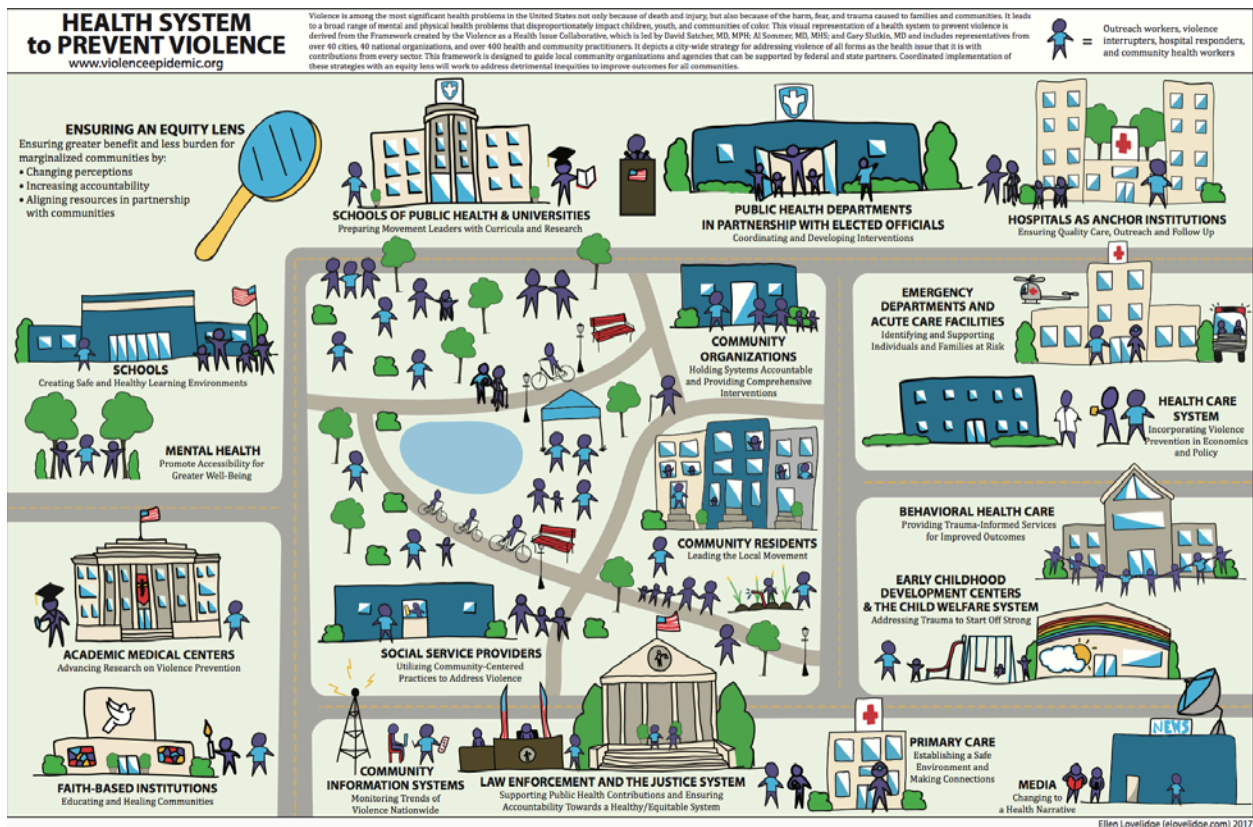 HEALTH SYSTEM
to PREVENT VIOLENCE
www.violenceepidemic.org
Violence is among the most significant health problems in the United States not only because of death and injury, but also because of the harm, fear, and trauma caused to families and communities. It leads
to a broad range of mental and physical health problems that disproportionately impact children, youth, and communities of color. This visual representation of a health system to prevent violence is
derived from the Framework created by the Violence as a Health Issue Collaborative, which is led by David Satcher, MD, MPH; Al Sommer, MD, MHS; and Gary Slutkin, MD and includes representatives from
over 40 cities, 40 national organizations, and over 400 health and community practitioners. It depicts a city-wide strategy for addressing violence of all forms as the health issue that it is with
contributions from every sector. This framework is designed to guide local community organizations and agencies that can be supported by federal and state partners. Coordinated implementation of
these strategies with an equity lens will work to address detrimental inequities to improve outcomes for all communities.
=
Outreach workers, violence
interrupters, hospital responders,
and community health workers
ENSURING AN EQUITY LENS
Ensuring greater benefit and less burden for
marginalized communities by:
• Changing perceptions
• Increasing accountability
• Aligning resources in partnership
with communities
SCHOOLS OF PUBLIC HEALTH & UNIVERSITIES
Preparing Movement Leaders with Curricula and Research
PUBLIC HEALTH DEPARTMENTS
IN PARTNERSHIP WITH ELECTED OFFICIALS
Coordinating and Developing Interventions
HOSPITALS AS ANCHOR INSTITUTIONS
Ensuring Quality Care, Outreach and Follow Up
SCHOOLS
Creating Safe and Healthy Learning Environments
COMMUNITY
ORGANIZATIONS
Holding Systems Accountable
and Providing Comprehensive
Interventions
EMERGENCY
DEPARTMENTS AND
ACUTE CARE FACILITIES
Identifying and Supporting
Individuals and Families at Risk
HEALTH CARE
SYSTEM
Incorporating Violence
Prevention in Economics
and Policy
MENTAL HEALTH
Promote Accessibility for
Greater Well-Being
COMMUNITY RESIDENTS
Leading the Local Movement
BEHAVIORAL HEALTH CARE
Providing Trauma-Informed Services
for Improved Outcomes
EARLY CHILDHOOD
DEVELOPMENT CENTERS
& THE CHILD WELFARE SYSTEM
Addressing Trauma to Start Off Strong
ACADEMIC MEDICAL CENTERS
Advancing Research on Violence Prevention
SOCIAL SERVICE PROVIDERS
Utilizing Community-Centered
Practices to Address Violence
FAITH-BASED INSTITUTIONS
Educating and Healing Communities
COMMUNITY
INFORMATION SYSTEMS
Monitoring Trends of
Violence Nationwide
LAW ENFORCEMENT AND THE JUSTICE SYSTEM
Supporting Public Health Contributions and Ensuring
Accountability Towards a Healthy/Equitable System
PRIMARY CARE
Establishing a Safe
Environment and
Making Connections
NEWS
MEDIA
Changing to
a Health Narrative
Ellen Lovelidge (elovelidge.com) 2017